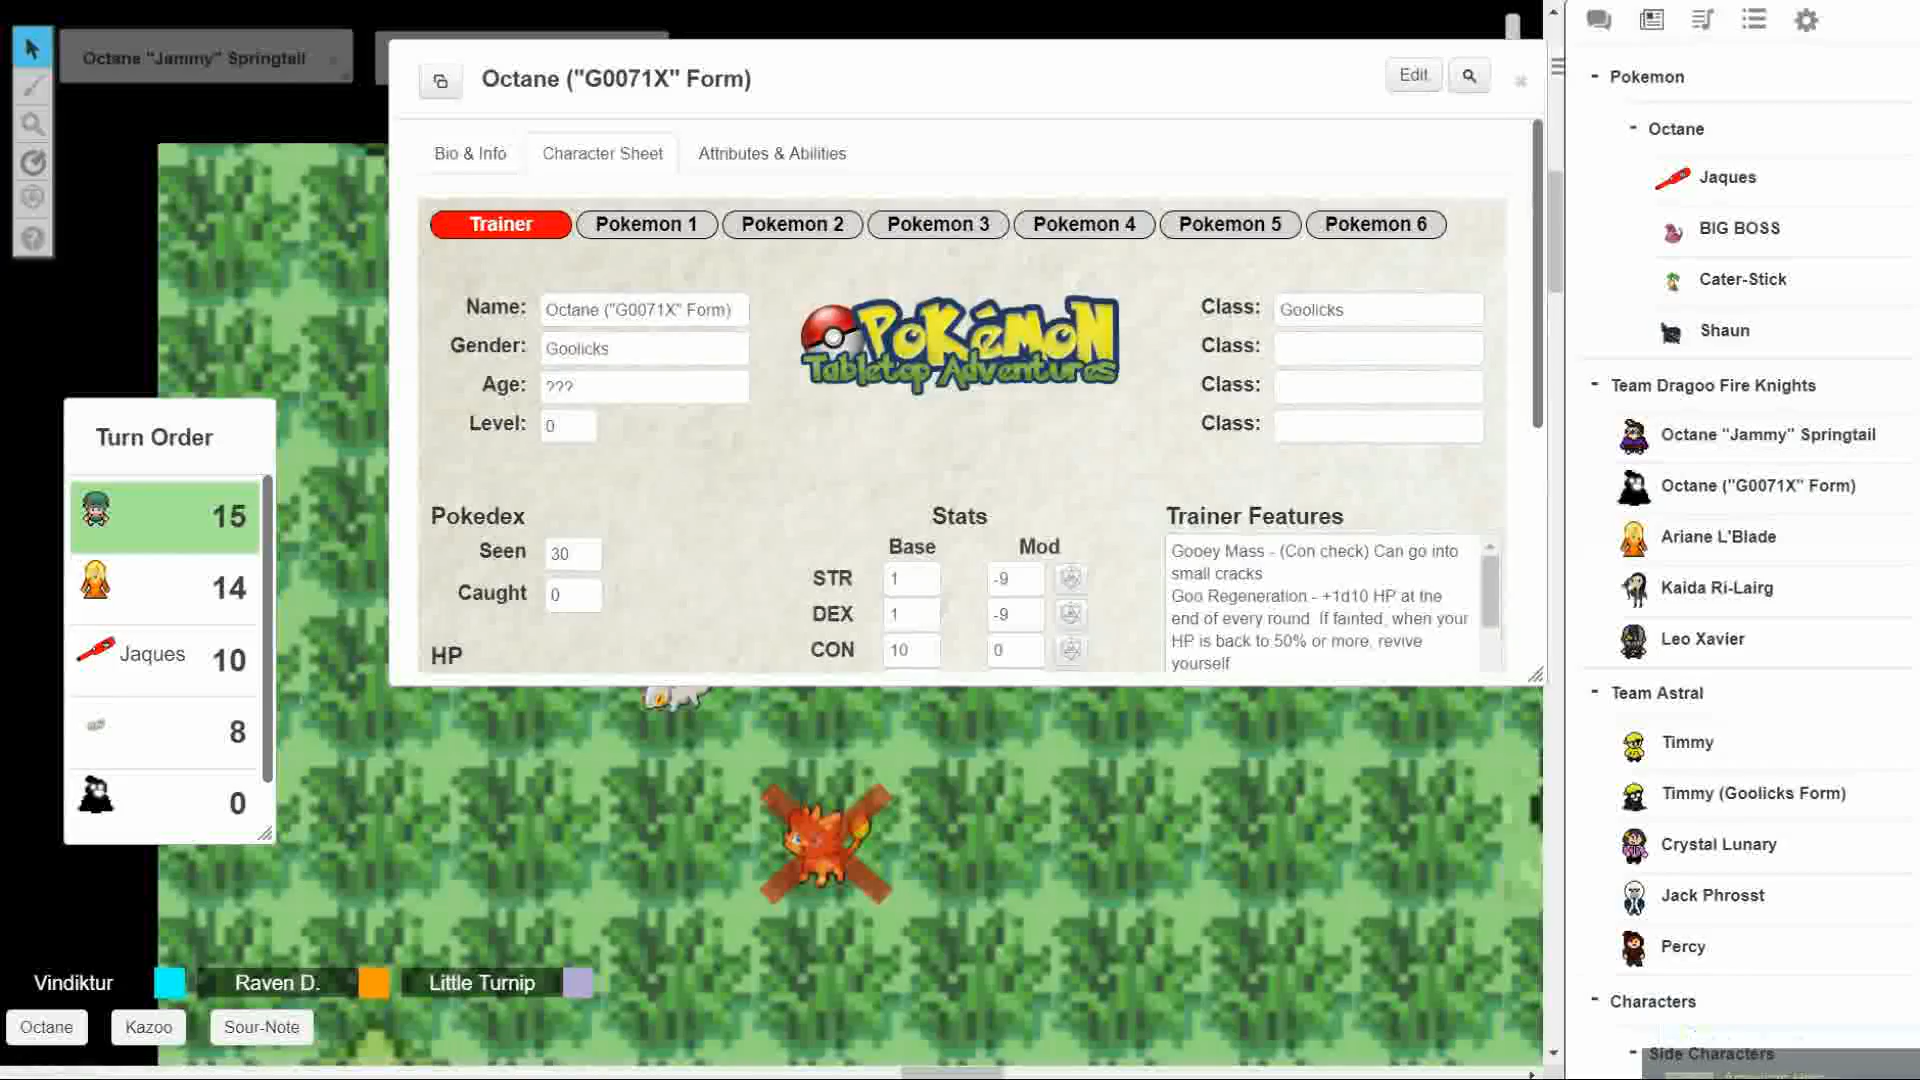 Octane "Jammy" Springtail
Octane ("G0071X" Form)
Edit
Bio & Info
Character Sheet
Attributes & Abilities
Trainer
Pokemon 1
Pokemon 2
Pokemon 3
Pokemon 4
Pokemon 5
Pokemon 6
Name: Octane ("G0071X" Form)
Gender: Goolicks
Age: ???
Level: 0
POKéMON
Tabletop Adventures
Class: Goolicks
Class:
Class:
Class:
Pokedex
Seen 30
Caught 0
HP
Stats
Base Mod
STR 1 -9
DEX 1 -9
CON 10 0
Trainer Features
Gooey Mass - (Con check) Can go into
small cracks
Goo Regeneration - +1d10 HP at the
end of every round If fainted, when your
HP is back to 50% or more, revive
yourself
Turn Order
15
14
Jaques 10
8
0
Vindiktur
Raven D.
Little Turnip
Octane
Kazoo
Sour-Note
- Pokemon
- Octane
Jaques
BIG BOSS
Cater-Stick
Shaun
- Team Dragoo Fire Knights
Octane "Jammy" Springtail
Octane ("G0071X" Form)
Ariane L'Blade
Kaida Ri-Lairg
Leo Xavier
- Team Astral
Timmy
Timmy (Goolicks Form)
Crystal Lunary
Jack Phrosst
Percy
- Characters
- Side Characters